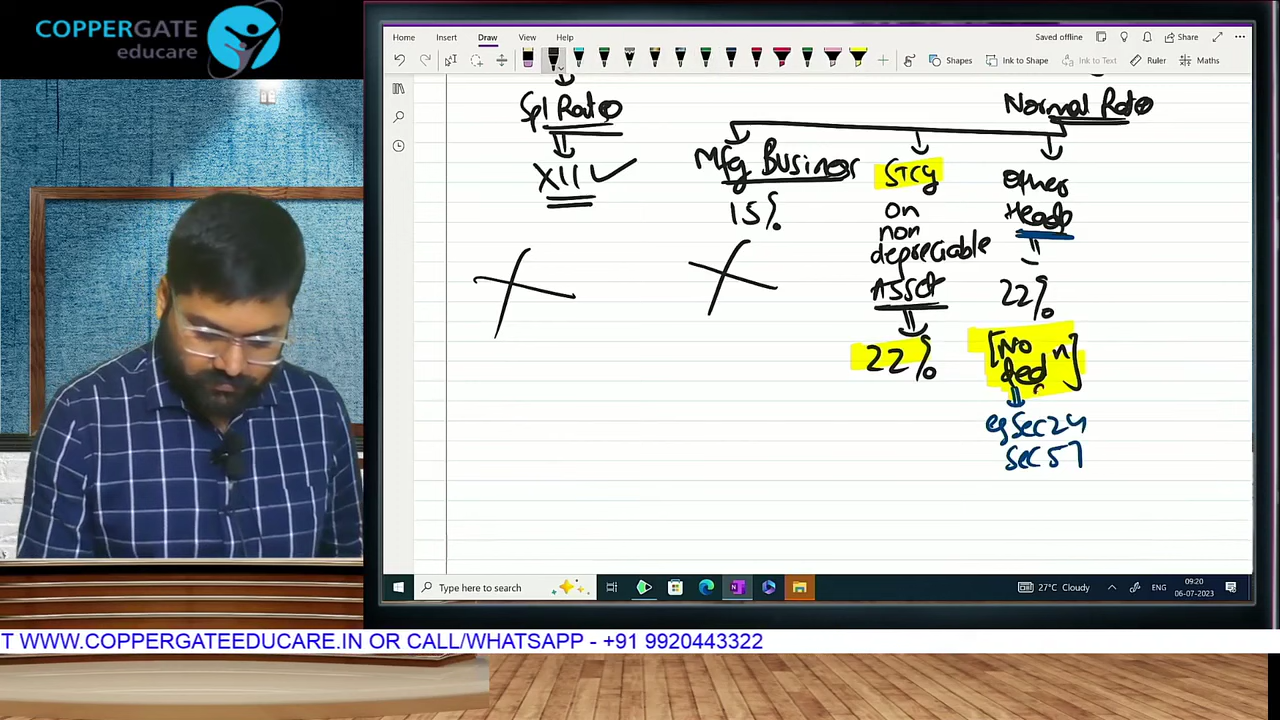 COPPERGATE
educare
Home Insert Draw View Help
Saved offline
Share
Shapes
Ink to Shape
Ink to Text
Ruler
Maths
Spl Rates
XII ✓
Normal Rates
Mfg Business
15%
STCG
on
non
depreciable
Asset
22%
Other
Heads
22%
[No
dedn]
eg Sec 24
Sec 57
Type here to search
27°C Cloudy
ENG
09:20
06-07-2023
T WWW.COPPERGATEEDUCARE.IN OR CALL/WHATSAPP - +91 9920443322